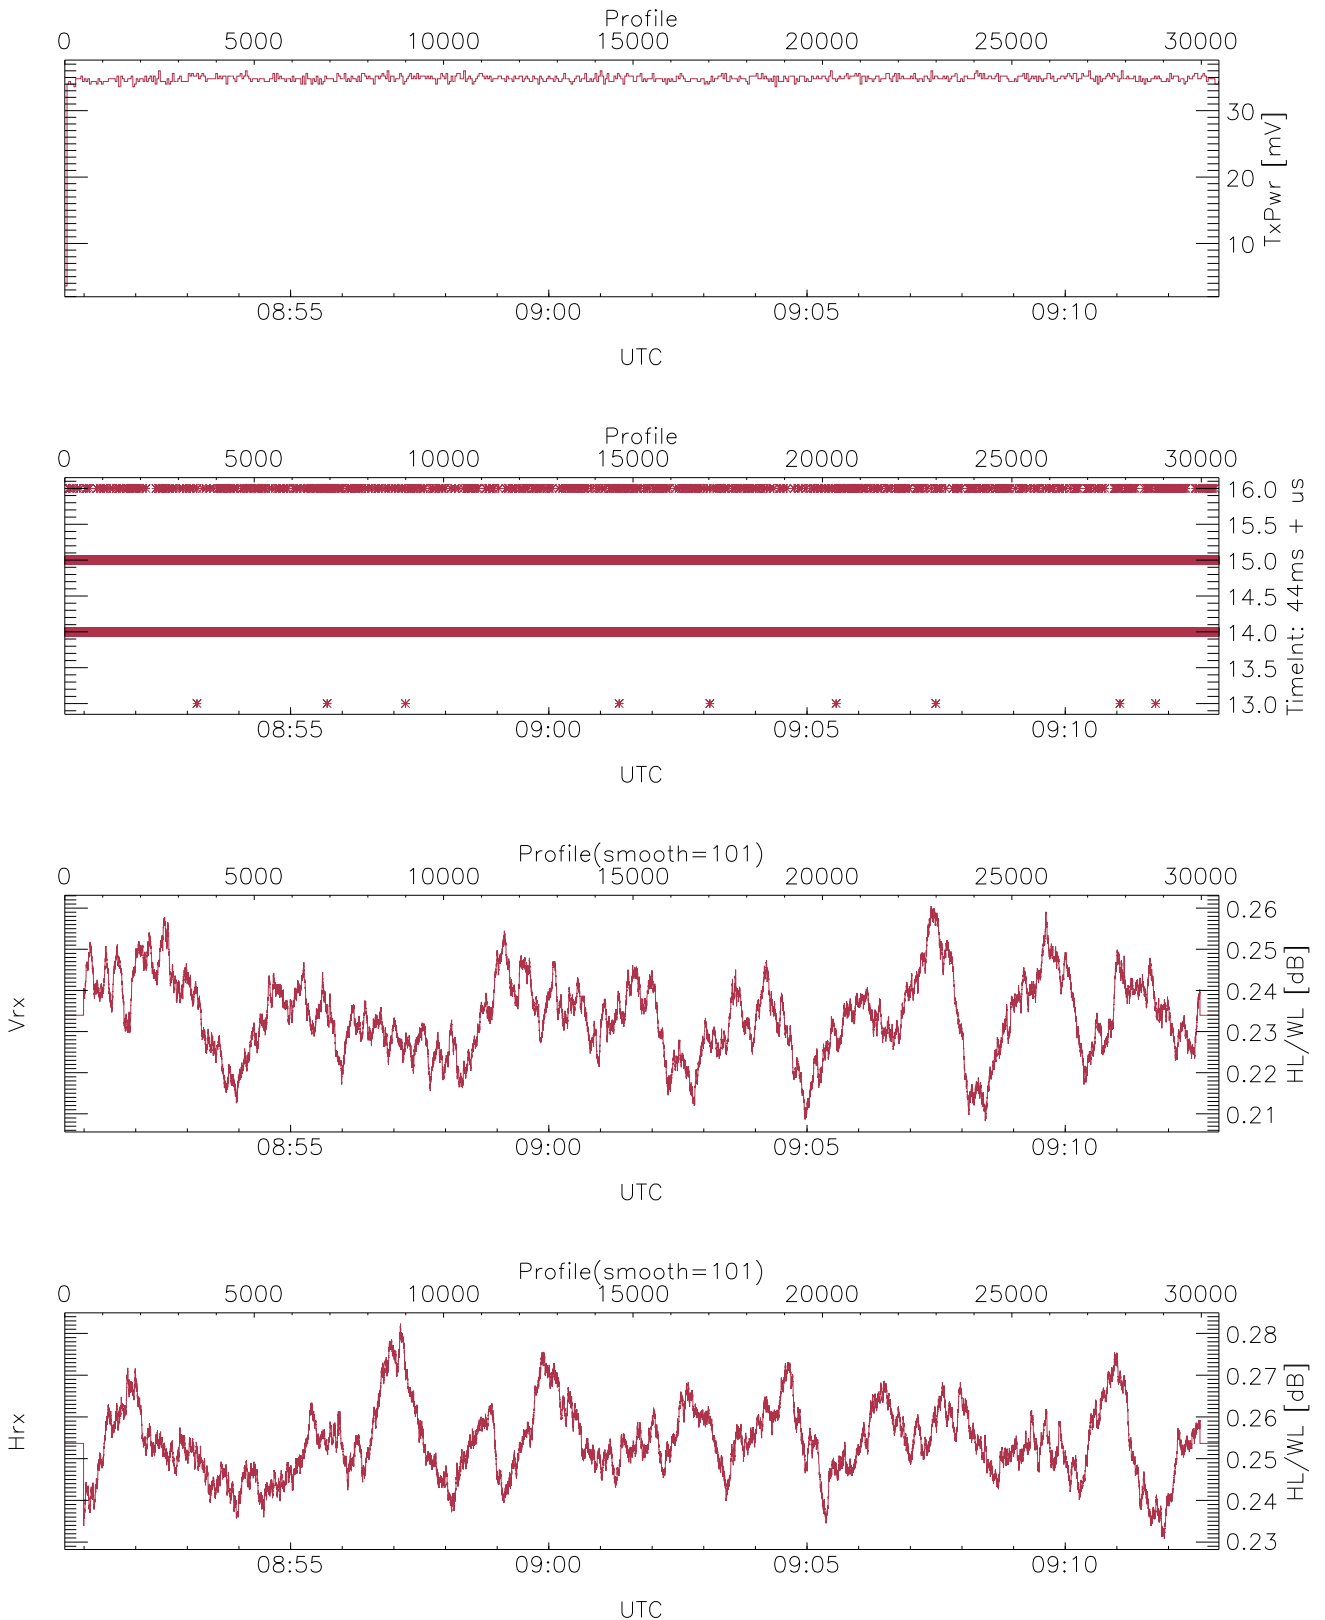 Profile
0 5000 10000 15000 20000 25000 30000
30
20
10
TxPwr [mV]
08:55 09:00 09:05 09:10
UTC
Profile
0 5000 10000 15000 20000 25000 30000
16.0
15.5
15.0
14.5
14.0
13.5
13.0
TimeInt: 44ms + us
08:55 09:00 09:05 09:10
UTC
Profile(smooth=101)
0 5000 10000 15000 20000 25000 30000
Vrx
0.26
0.25
0.24
0.23
0.22
0.21
HL/WL [dB]
08:55 09:00 09:05 09:10
UTC
Profile(smooth=101)
0 5000 10000 15000 20000 25000 30000
Hrx
0.28
0.27
0.26
0.25
0.24
0.23
HL/WL [dB]
08:55 09:00 09:05 09:10
UTC